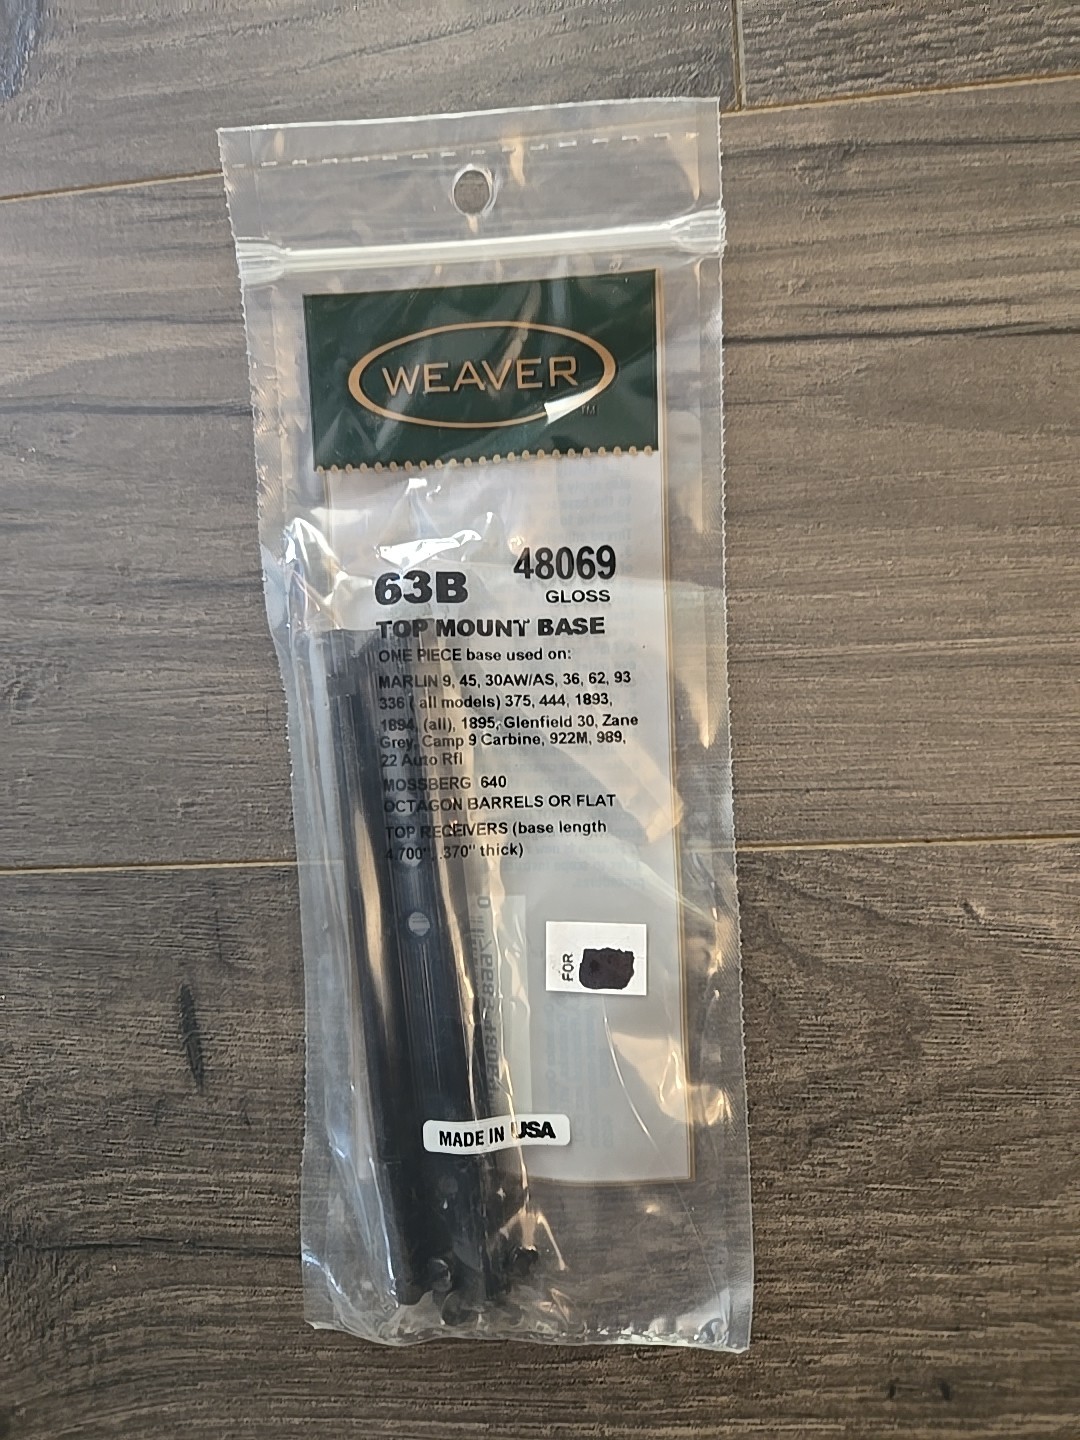 WEAVER
TM
63B
48069
GLOSS
TOP MOUNT BASE
ONE PIECE base used on:
MARLIN 9, 45, 30AW/AS, 36, 62, 93
336 ( all models) 375, 444, 1893,
1894, (all), 1895, Glenfield 30, Zane
Grey, Camp 9 Carbine, 922M, 989,
22 Auto Rfl
MOSSBERG 640
OCTAGON BARRELS OR FLAT
TOP RECEIVERS (base length
4.700", .370" thick)
FOR
MADE IN USA